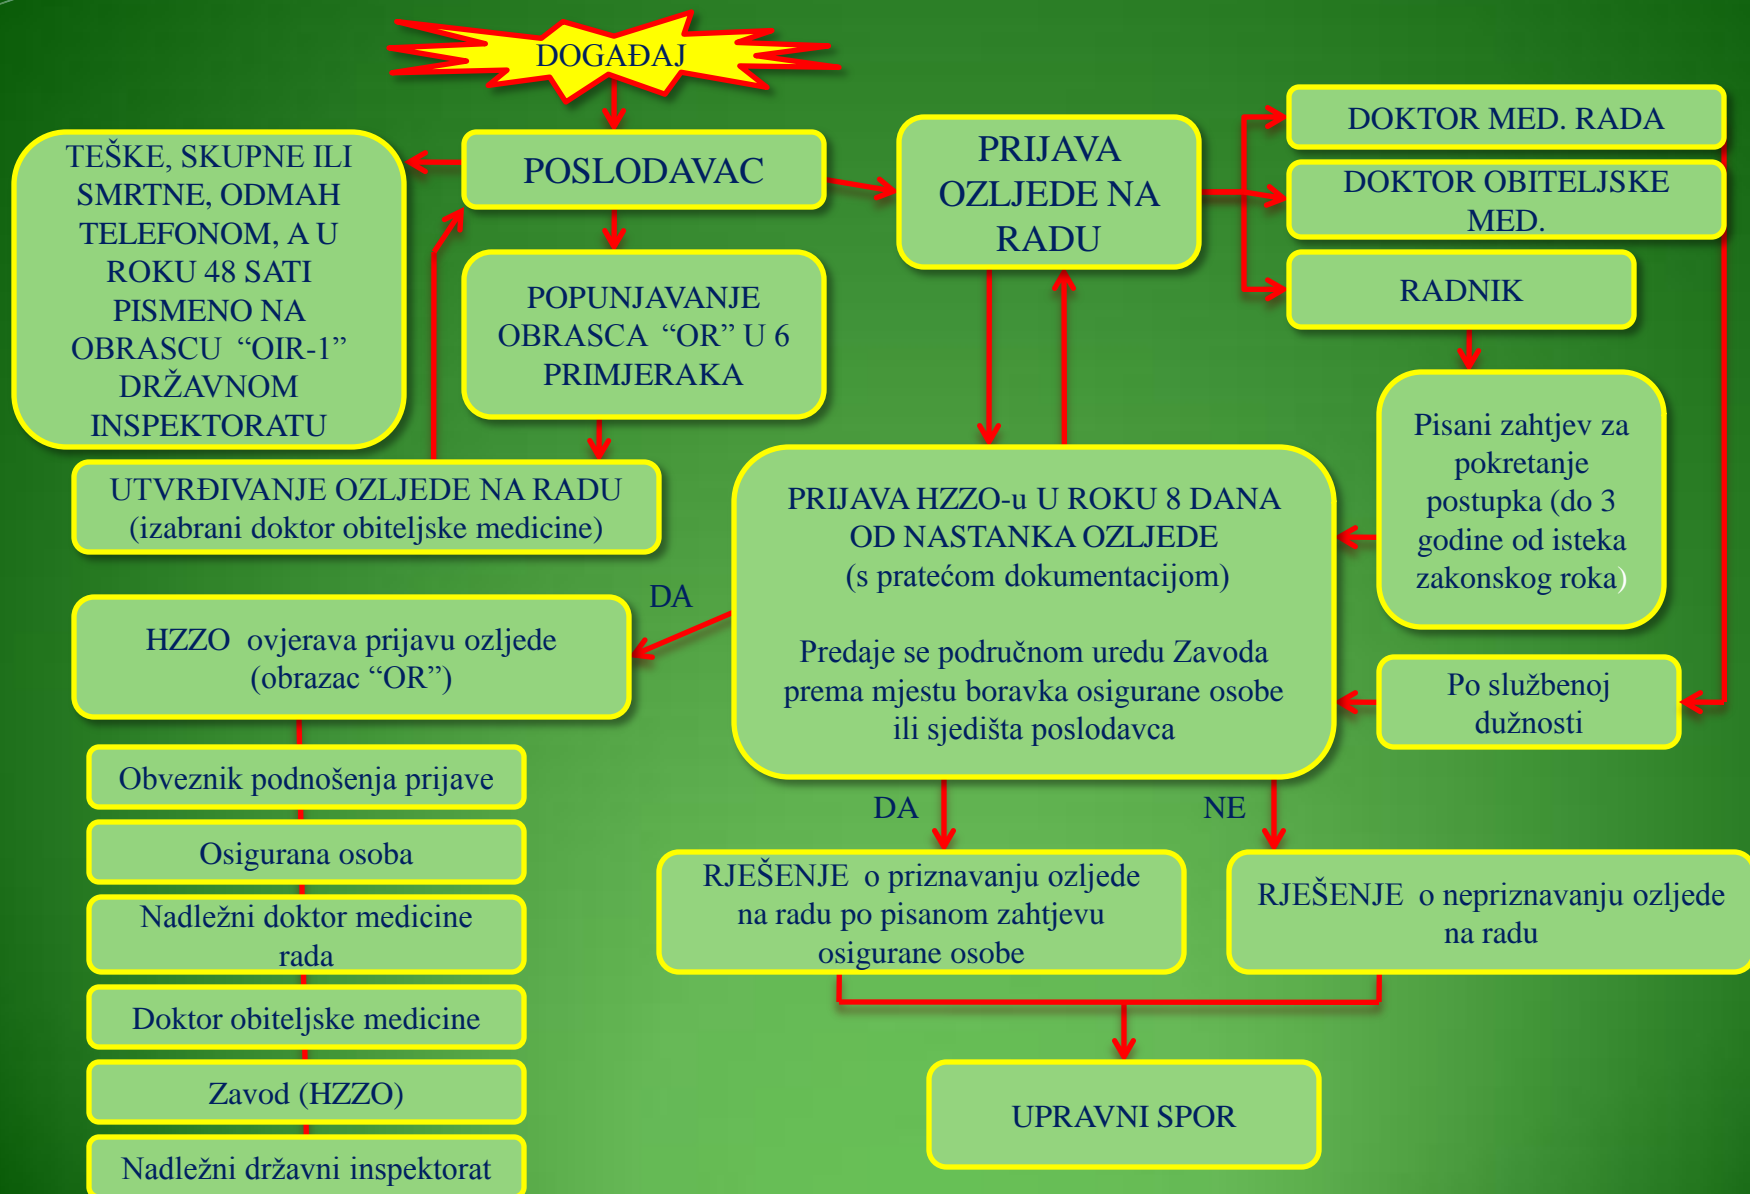 DOGAĐAJ
POSLODAVAC
TEŠKE, SKUPNE ILI
SMRTNE, ODMAH
TELEFONOM, A U
ROKU 48 SATI
PISMENO NA
OBRASCU “OIR-1”
DRŽAVNOM
INSPEKTORATU
POPUNJAVANJE
OBRASCA “OR” U 6
PRIMJERAKA
UTVRĐIVANJE OZLJEDE NA RADU
(izabrani doktor obiteljske medicine)
PRIJAVA
OZLJEDE NA
RADU
DOKTOR MED. RADA
DOKTOR OBITELJSKE
MED.
RADNIK
Pisani zahtjev za
pokretanje
postupka (do 3
godine od isteka
zakonskog roka)
Po službenoj
dužnosti
PRIJAVA HZZO-u U ROKU 8 DANA
OD NASTANKA OZLJEDE
(s pratećom dokumentacijom)
Predaje se područnom uredu Zavoda
prema mjestu boravka osigurane osobe
ili sjedišta poslodavca
DA
HZZO ovjerava prijavu ozljede
(obrazac “OR”)
Obveznik podnošenja prijave
Osigurana osoba
Nadležni doktor medicine
rada
Doktor obiteljske medicine
Zavod (HZZO)
Nadležni državni inspektorat
DA
NE
RJEŠENJE o priznavanju ozljede
na radu po pisanom zahtjevu
osigurane osobe
RJEŠENJE o nepriznavanju ozljede
na radu
UPRAVNI SPOR